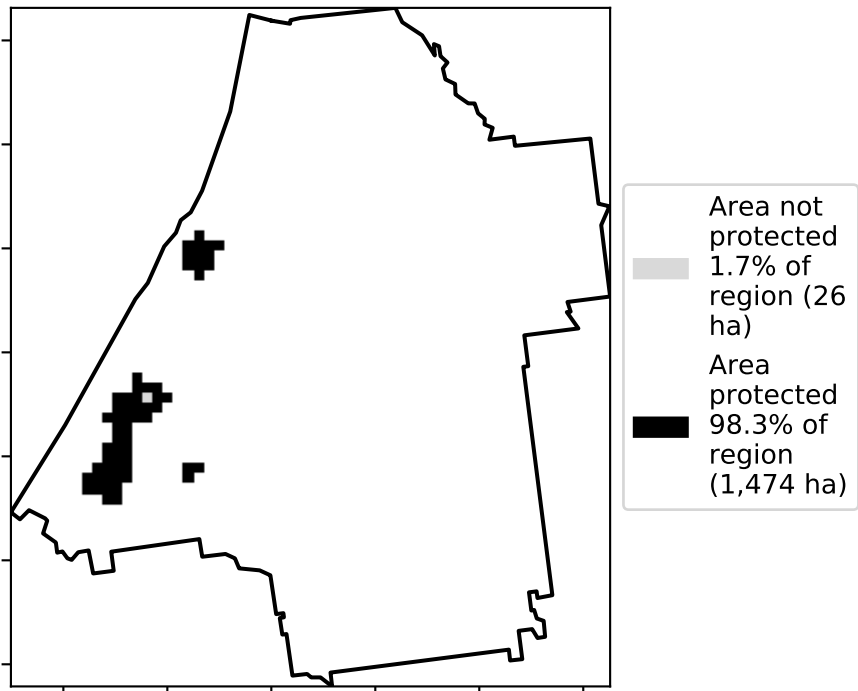 Area not
protected
1.7% of
region (26
ha)
Area
protected
98.3% of
region
(1,474 ha)